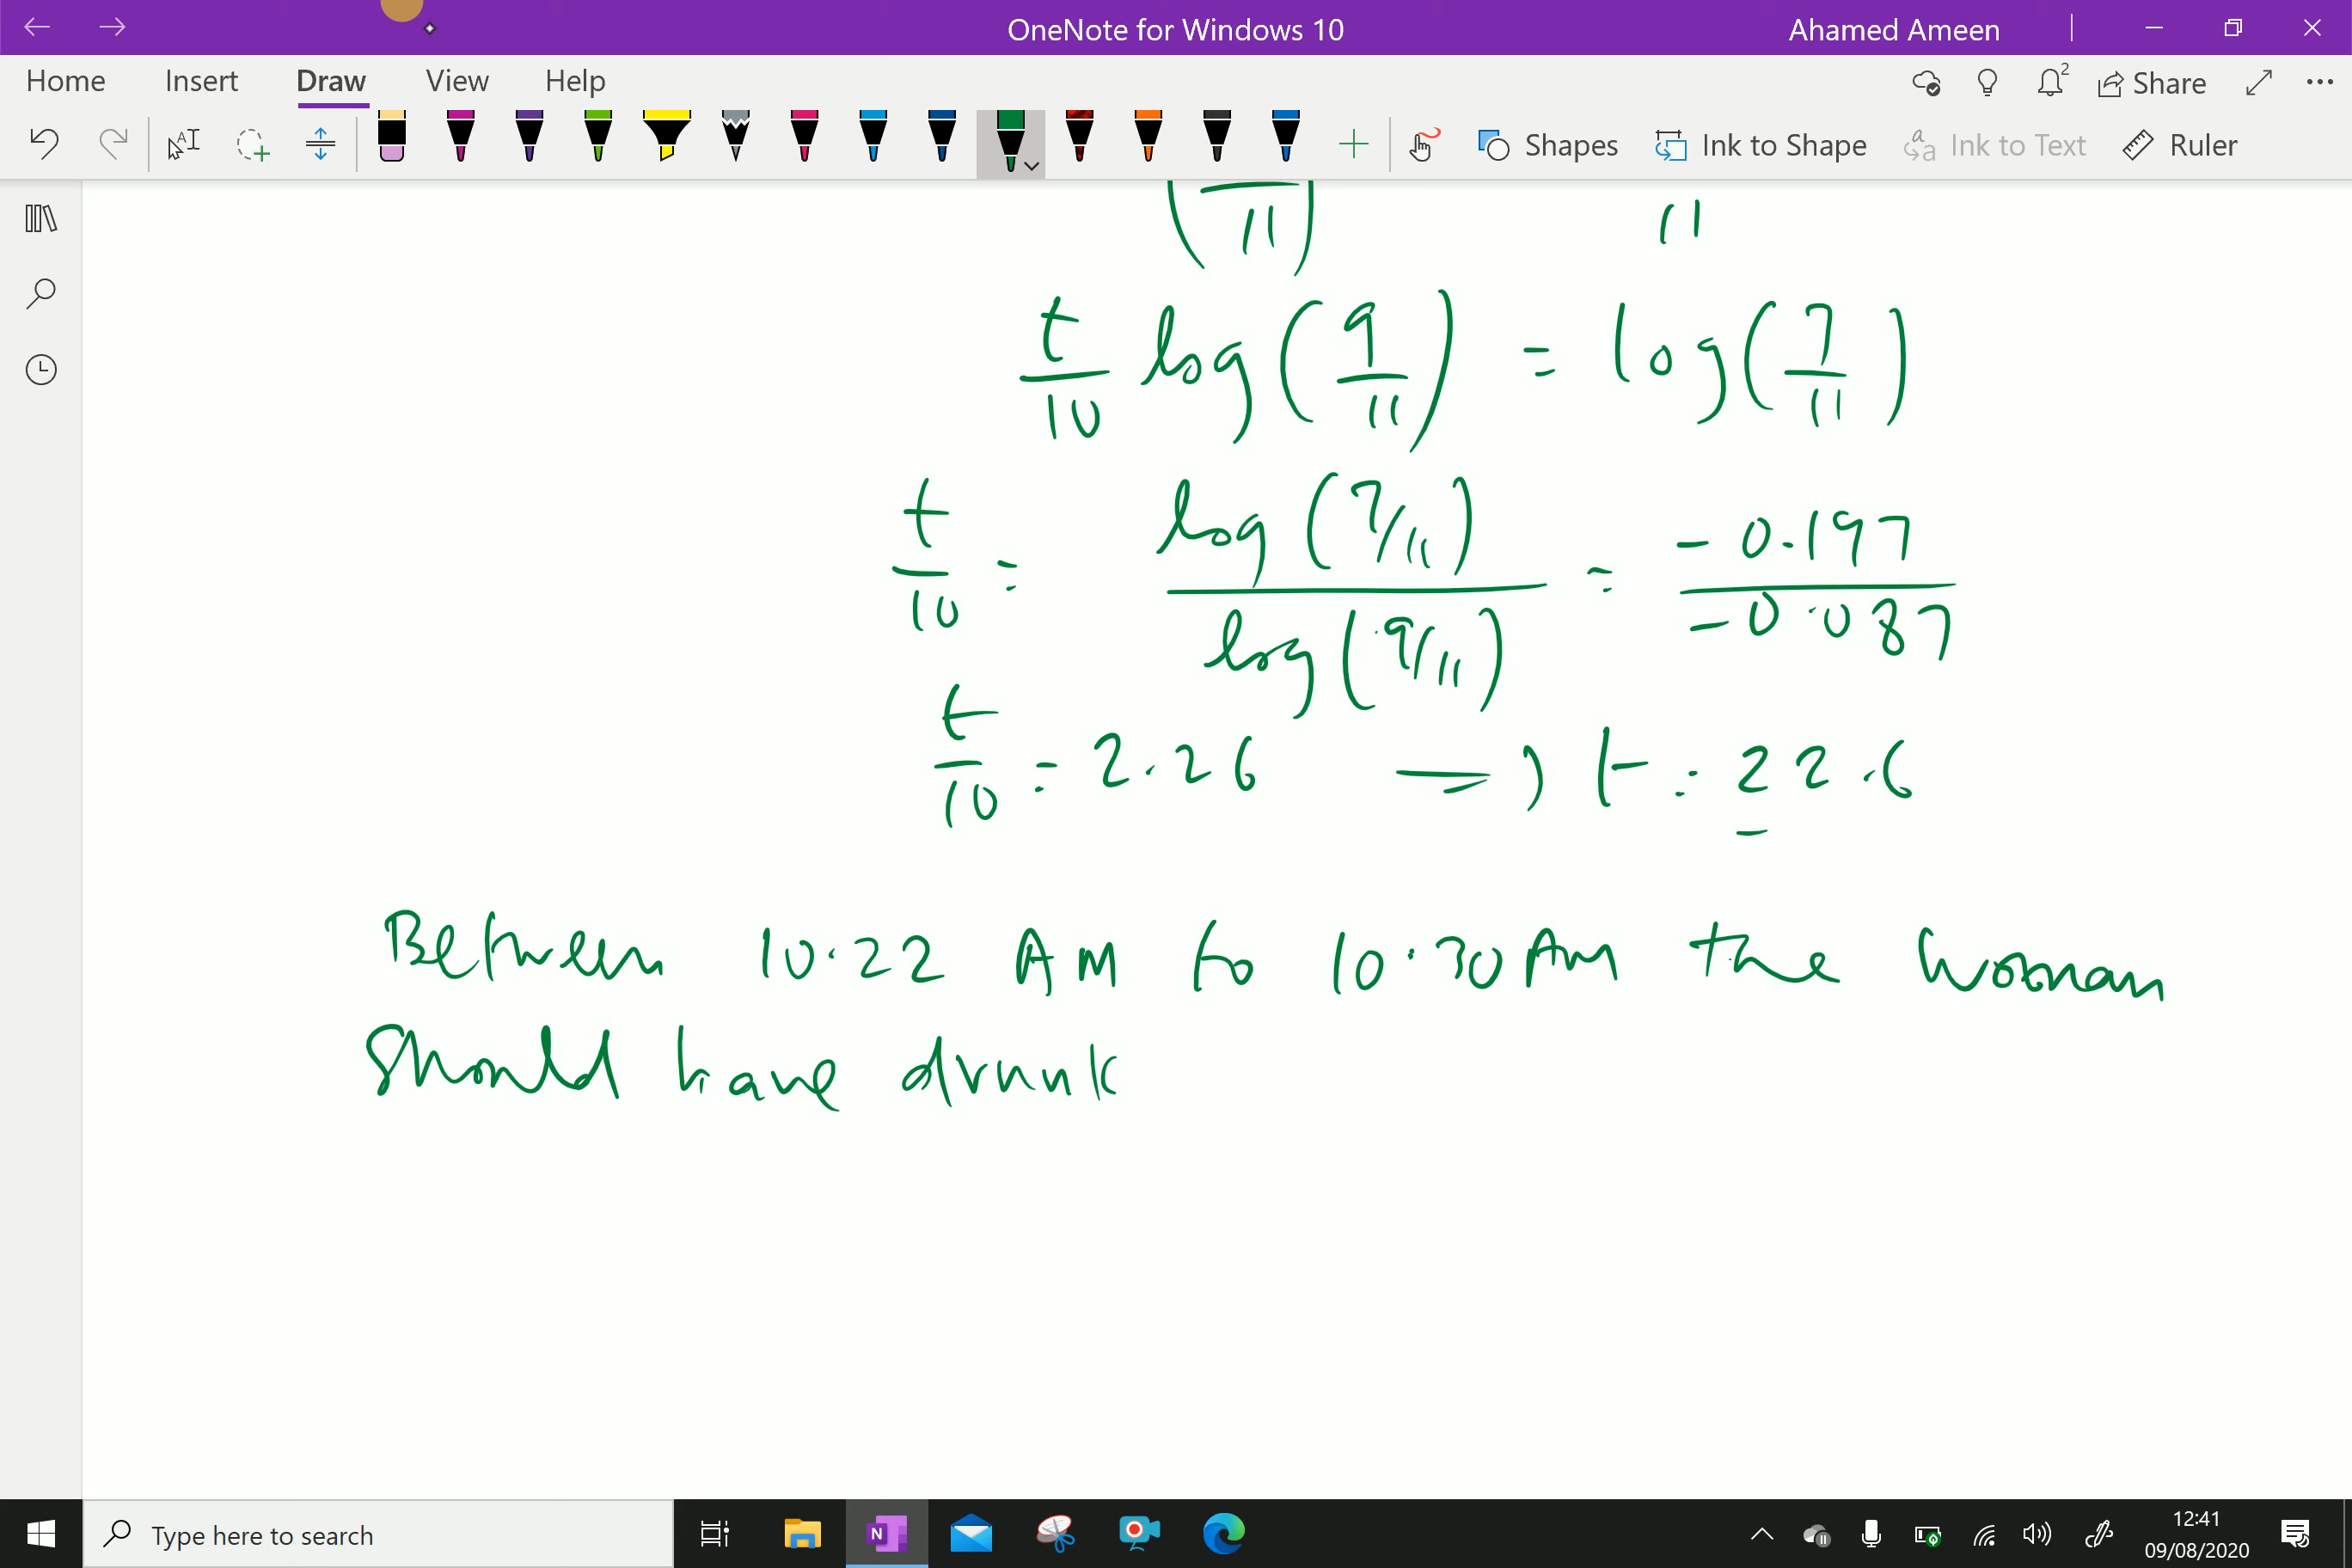 OneNote for Windows 10 Ahamed Ameen
Home Insert Draw View Help 2 Share
Shapes Ink to Shape Ink to Text Ruler
(—/11) 11
t/10 log(9/11) = log(7/11)
t/10 = log(7/11)/log(9/11) = -0.197/-0.087
t/10 = 2.26 => t = 22.6
Between 10.22 AM to 10.30 AM the woman
should have drunk
Type here to search 12:41
09/08/2020